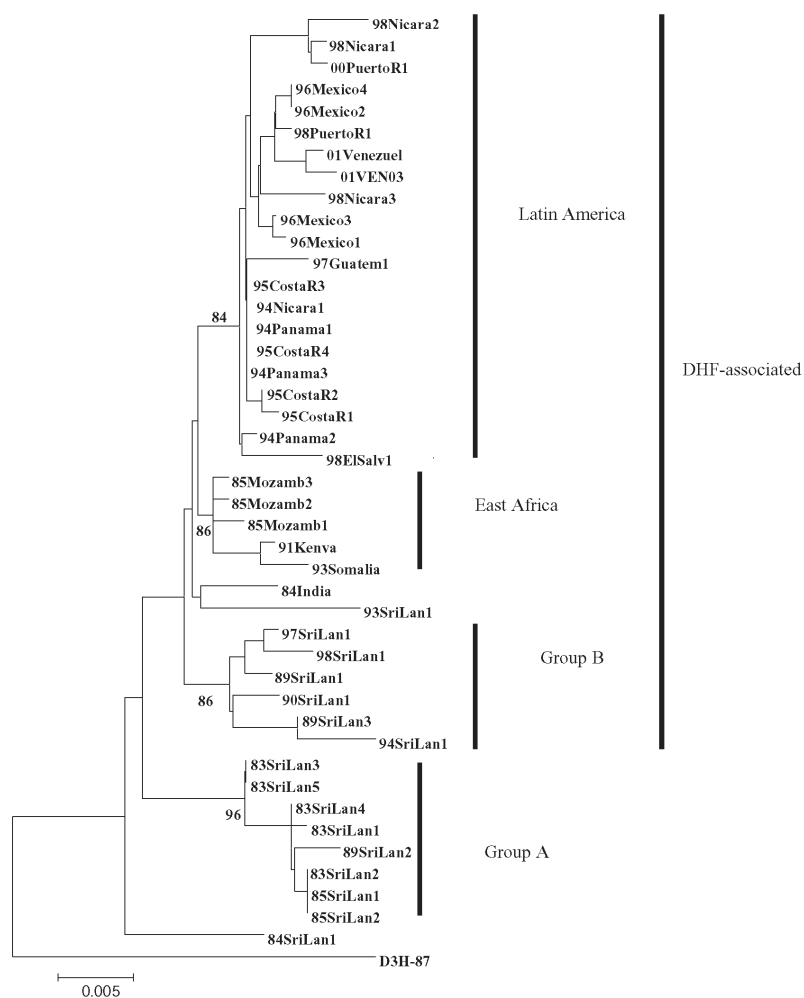 98Nicara2
98Nicara1
00PuertoR1
96Mexico4
96Mexico2
98PuertoR1
01Venezuel
01VEN03
98Nicara3
96Mexico3
96Mexico1
97Guatem1
95CostaR3
94Nicara1
94Panama1
95CostaR4
94Panama3
95CostaR2
95CostaR1
94Panama2
98ElSalv1
84
Latin America
DHF-associated
85Mozamb3
85Mozamb2
85Mozamb1
91Kenya
93Somalia
86
East Africa
84India
93SriLan1
97SriLan1
98SriLan1
89SriLan1
90SriLan1
89SriLan3
94SriLan1
86
Group B
83SriLan3
83SriLan5
83SriLan4
83SriLan1
89SriLan2
83SriLan2
85SriLan1
85SriLan2
96
Group A
84SriLan1
D3H-87
0.005